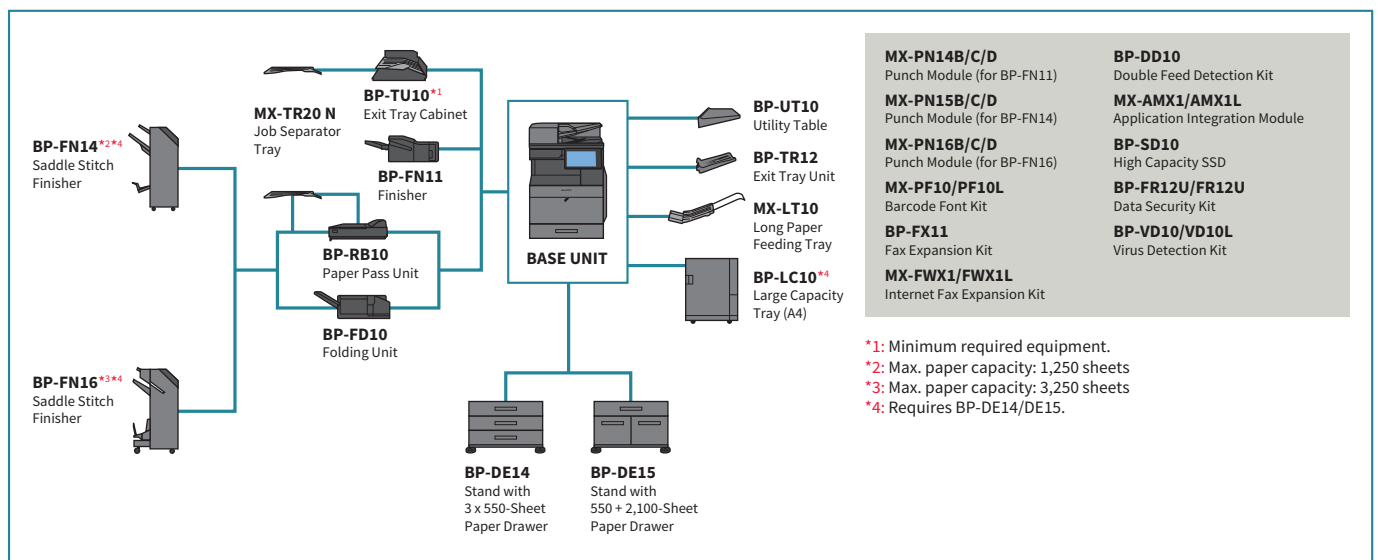 MX-TR20 N
Job Separator
Tray
BP-TU10*1
Exit Tray Cabinet
BP-FN14*2*4
Saddle Stitch
Finisher
BP-FN11
Finisher
BP-RB10
Paper Pass Unit
BP-FD10
Folding Unit
BP-FN16*3*4
Saddle Stitch
Finisher
BASE UNIT
BP-UT10
Utility Table
BP-TR12
Exit Tray Unit
MX-LT10
Long Paper
Feeding Tray
BP-LC10*4
Large Capacity
Tray (A4)
BP-DE14
Stand with
3 x 550-Sheet
Paper Drawer
BP-DE15
Stand with
550 + 2,100-Sheet
Paper Drawer
MX-PN14B/C/D
Punch Module (for BP-FN11)
MX-PN15B/C/D
Punch Module (for BP-FN14)
MX-PN16B/C/D
Punch Module (for BP-FN16)
MX-PF10/PF10L
Barcode Font Kit
BP-FX11
Fax Expansion Kit
MX-FWX1/FWX1L
Internet Fax Expansion Kit
BP-DD10
Double Feed Detection Kit
MX-AMX1/AMX1L
Application Integration Module
BP-SD10
High Capacity SSD
BP-FR12U/FR12U
Data Security Kit
BP-VD10/VD10L
Virus Detection Kit
*1: Minimum required equipment.
*2: Max. paper capacity: 1,250 sheets
*3: Max. paper capacity: 3,250 sheets
*4: Requires BP-DE14/DE15.